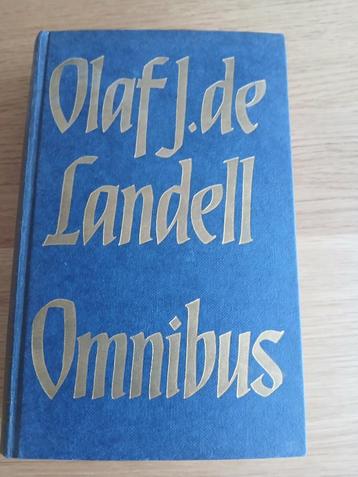 Olaf J. de
Landell
Omnibus